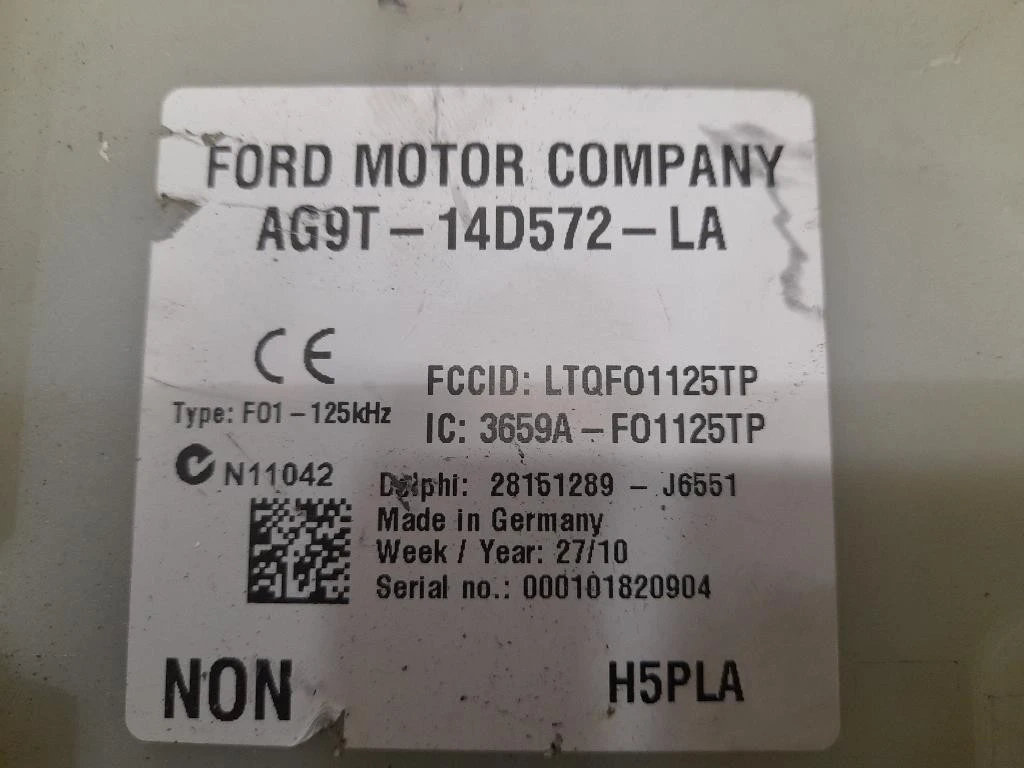 FORD MOTOR COMPANY
AG9T - 14D572 - LA
CE
FCCID: LTQFO1125TP
Type: FO1 - 125kHz
IC: 3659A - FO1125TP
N11042
Delphi: 28151289 - J6551
Made in Germany
Week / Year: 27/10
Serial no.: 000101820904
NON
H5PLA